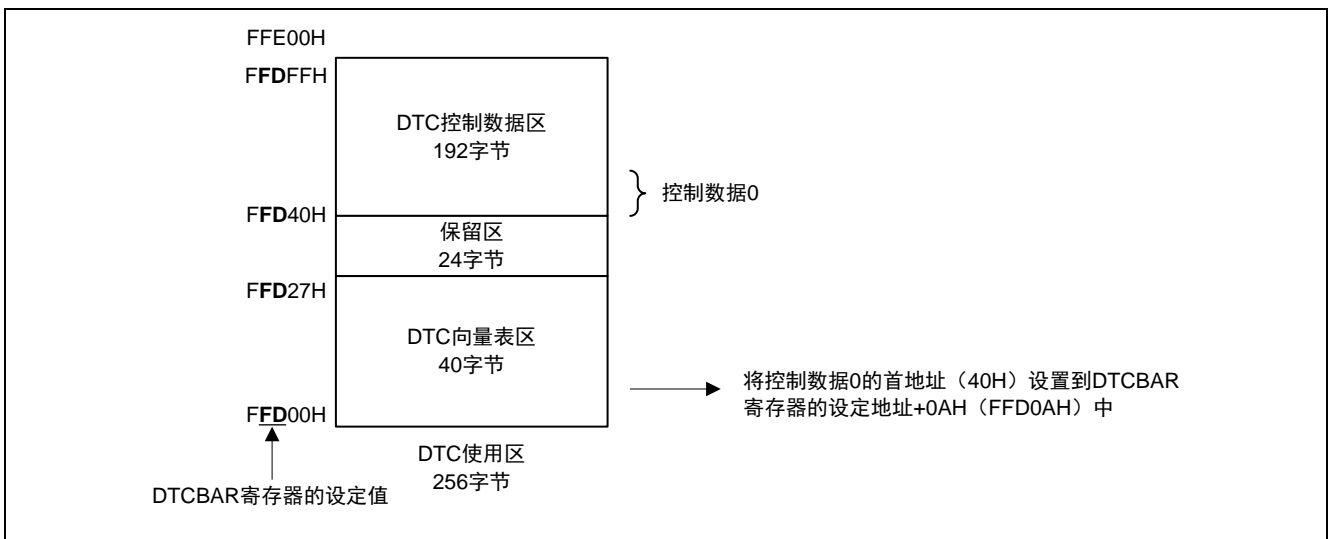 FFE00H
FFDFFH
DTC控制数据区
192字节
控制数据0
FFD40H
保留区
24字节
FFD27H
DTC向量表区
40字节
将控制数据0的首地址（40H）设置到DTCBAR
寄存器的设定地址+0AH（FFD0AH）中
FFD00H
DTC使用区
256字节
DTCBAR寄存器的设定值